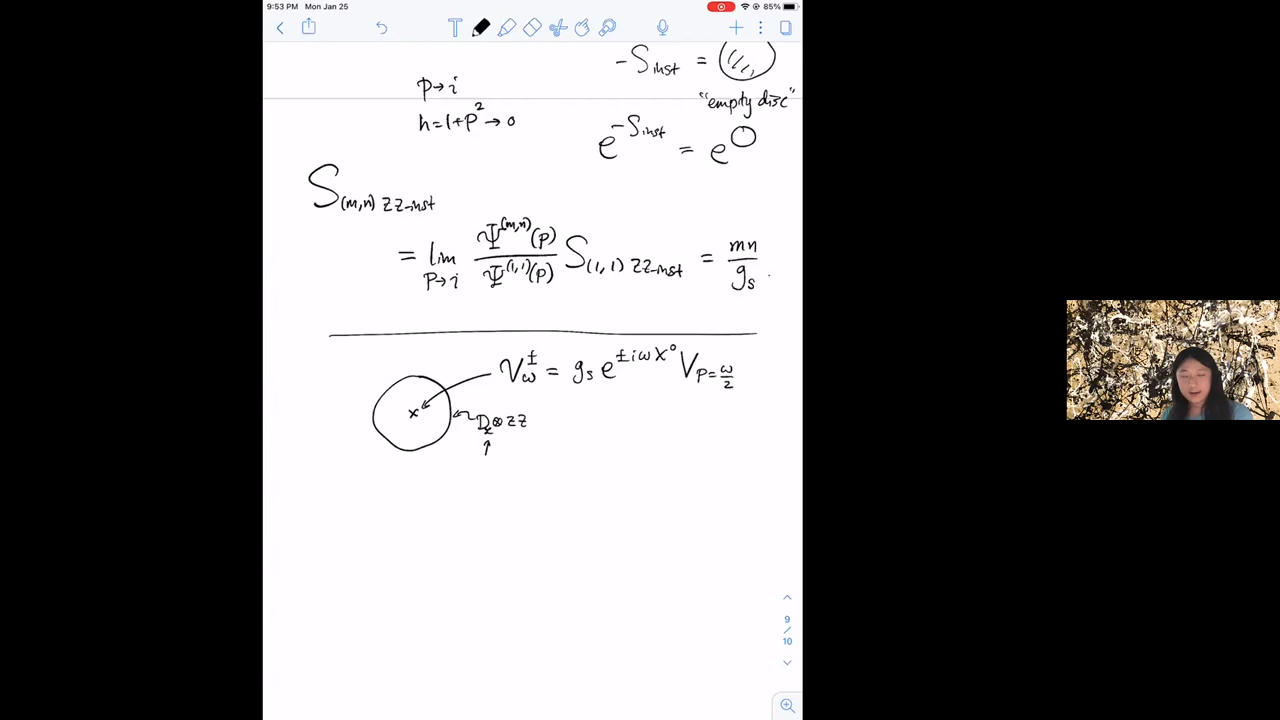 9:53 PM Mon Jan 25
85%
-S_inst =
"empty disc"
P→i
h=1+P²→0
e^{-S_inst} = e^○
S_{(m,n) ZZ-inst}
= lim_{P→i} Ψ^{(m,n)}(P) / Ψ^{(1,1)}(P) S_{(1,1) ZZ-inst} = mn / g_s
V_ω^± = g_s e^{±iωX⁰} V_{P=ω/2}
x
D_x⊗ZZ
9
/
10